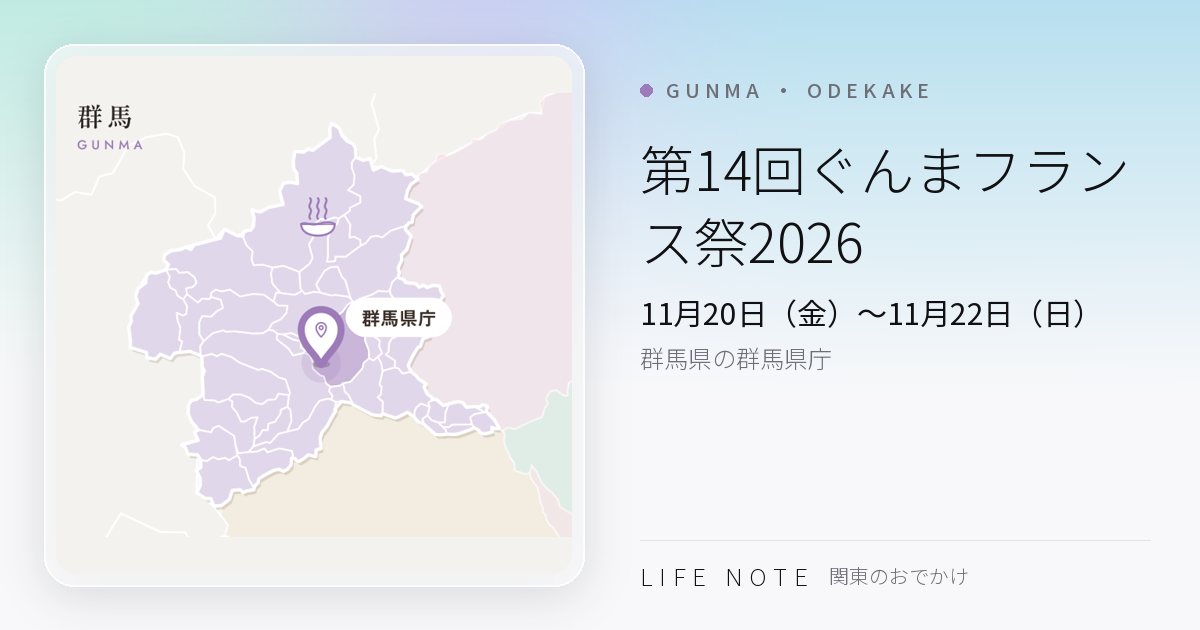 群馬
GUNMA
群馬県庁
GUNMA • ODEKAKE
第14回ぐんまフラン
ス祭2026
11月20日（金）〜11月22日（日）
群馬県の群馬県庁
LIFE NOTE 関東のおでかけ